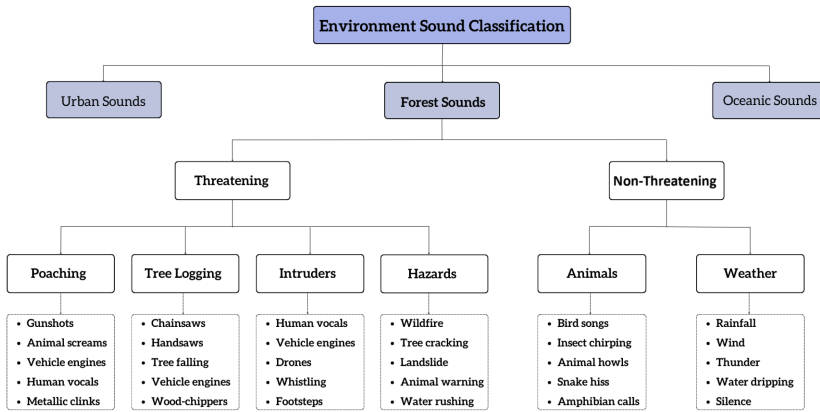 Environment Sound Classification
Urban Sounds
Forest Sounds
Oceanic Sounds
Threatening
Non-Threatening
Poaching
Tree Logging
Intruders
Hazards
Animals
Weather
• Gunshots
• Animal screams
• Vehicle engines
• Human vocals
• Metallic clinks
• Chainsaws
• Handsaws
• Tree falling
• Vehicle engines
• Wood-chippers
• Human vocals
• Vehicle engines
• Drones
• Whistling
• Footsteps
• Wildfire
• Tree cracking
• Landslide
• Animal warning
• Water rushing
• Bird songs
• Insect chirping
• Animal howls
• Snake hiss
• Amphibian calls
• Rainfall
• Wind
• Thunder
• Water dripping
• Silence